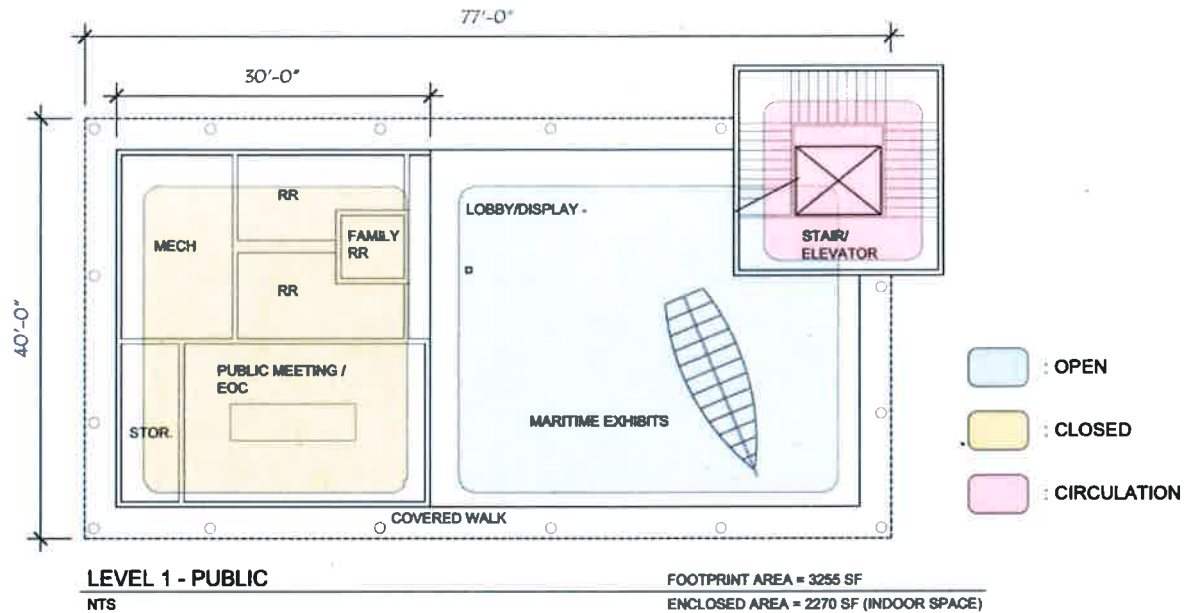 77'-0"
30'-0"
40'-0"
RR
LOBBY/DISPLAY -
MECH
FAMILY
RR
STAIR/
ELEVATOR
RR
PUBLIC MEETING /
EOC
STOR.
MARITIME EXHIBITS
COVERED WALK
: OPEN
: CLOSED
: CIRCULATION
LEVEL 1 - PUBLIC
FOOTPRINT AREA = 3255 SF
NTS
ENCLOSED AREA = 2270 SF (INDOOR SPACE)